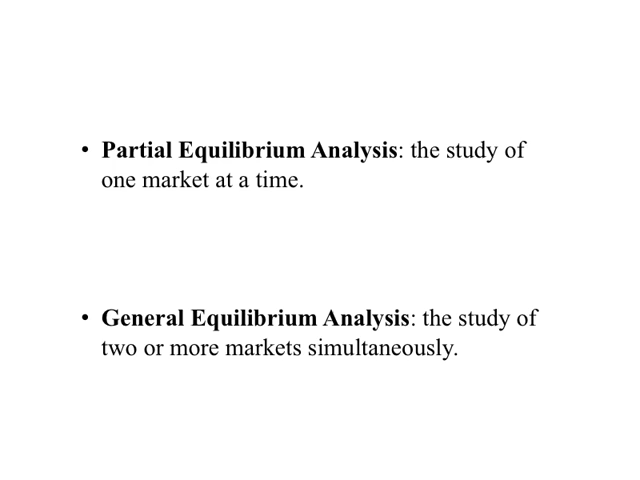 • Partial Equilibrium Analysis: the study of
one market at a time.
• General Equilibrium Analysis: the study of
two or more markets simultaneously.